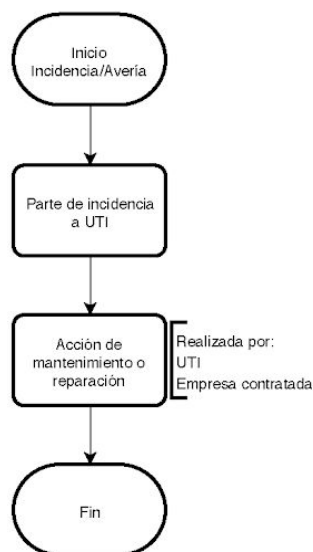 Inicio
Incidencia/Avería
Parte de incidencia
a UTI
Acción de
mantenimiento o
reparación
Realizada por:
UTI
Empresa contratada
Fin